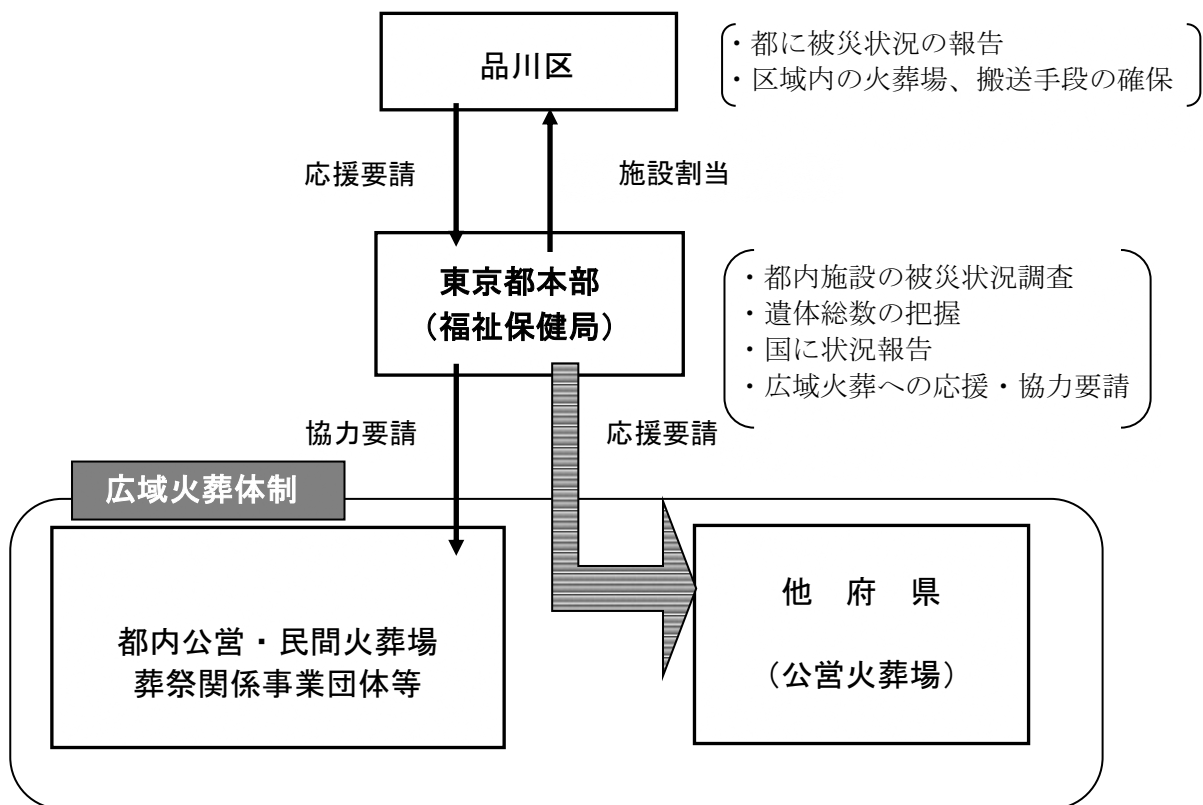 品川区
・都に被災状況の報告
・区域内の火葬場、搬送手段の確保
応援要請
施設割当
東京都本部
（福祉保健局）
・都内施設の被災状況調査
・遺体総数の把握
・国に状況報告
・広域火葬への応援・協力要請
協力要請
応援要請
広域火葬体制
都内公営・民間火葬場
葬祭関係事業団体等
他　府　県
（公営火葬場）